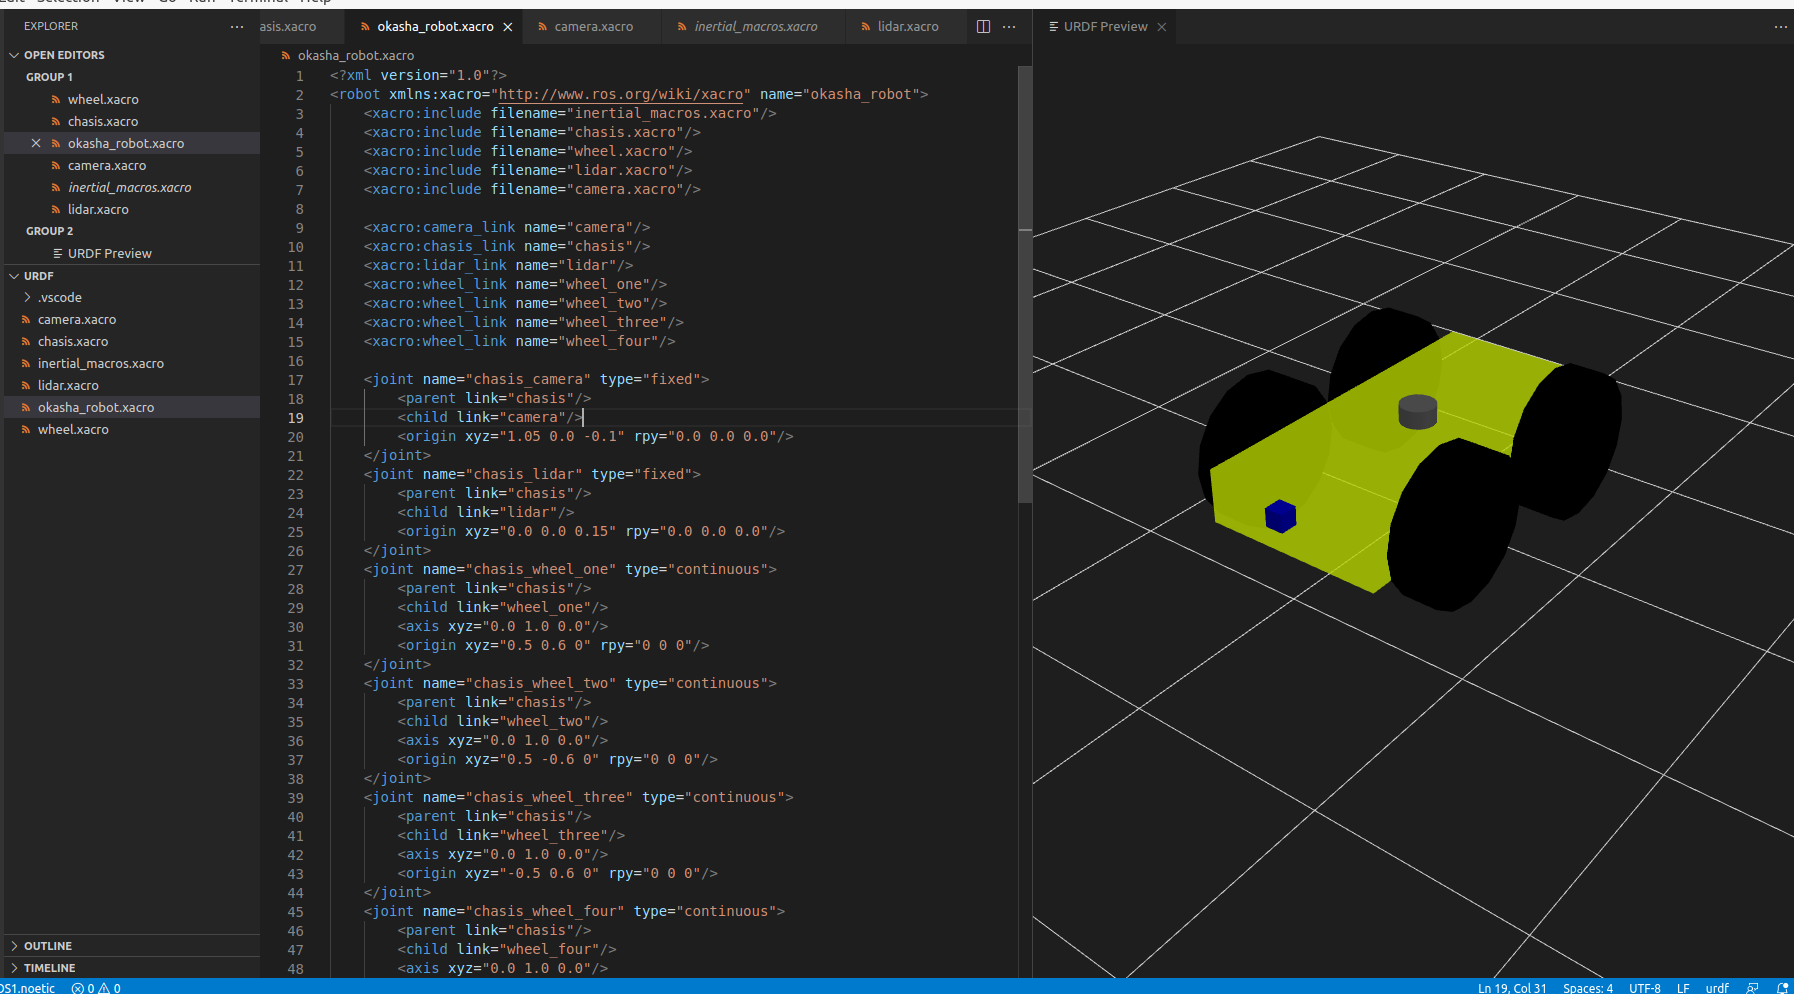 Edit Selection View Go Run Terminal Help
EXPLORER
OPEN EDITORS
GROUP 1
wheel.xacro
chasis.xacro
okasha_robot.xacro
camera.xacro
inertial_macros.xacro
lidar.xacro
GROUP 2
URDF Preview
URDF
.vscode
camera.xacro
chasis.xacro
inertial_macros.xacro
lidar.xacro
okasha_robot.xacro
wheel.xacro
OUTLINE
TIMELINE
asis.xacro okasha_robot.xacro camera.xacro inertial_macros.xacro lidar.xacro
okasha_robot.xacro
1 <?xml version="1.0"?>
2 <robot xmlns:xacro="http://www.ros.org/wiki/xacro" name="okasha_robot">
3 <xacro:include filename="inertial_macros.xacro"/>
4 <xacro:include filename="chasis.xacro"/>
5 <xacro:include filename="wheel.xacro"/>
6 <xacro:include filename="lidar.xacro"/>
7 <xacro:include filename="camera.xacro"/>
8
9 <xacro:camera_link name="camera"/>
10 <xacro:chasis_link name="chasis"/>
11 <xacro:lidar_link name="lidar"/>
12 <xacro:wheel_link name="wheel_one"/>
13 <xacro:wheel_link name="wheel_two"/>
14 <xacro:wheel_link name="wheel_three"/>
15 <xacro:wheel_link name="wheel_four"/>
16
17 <joint name="chasis_camera" type="fixed">
18 <parent link="chasis"/>
19 <child link="camera"/>
20 <origin xyz="1.05 0.0 -0.1" rpy="0.0 0.0 0.0"/>
21 </joint>
22 <joint name="chasis_lidar" type="fixed">
23 <parent link="chasis"/>
24 <child link="lidar"/>
25 <origin xyz="0.0 0.0 0.15" rpy="0.0 0.0 0.0"/>
26 </joint>
27 <joint name="chasis_wheel_one" type="continuous">
28 <parent link="chasis"/>
29 <child link="wheel_one"/>
30 <axis xyz="0.0 1.0 0.0"/>
31 <origin xyz="0.5 0.6 0" rpy="0 0 0"/>
32 </joint>
33 <joint name="chasis_wheel_two" type="continuous">
34 <parent link="chasis"/>
35 <child link="wheel_two"/>
36 <axis xyz="0.0 1.0 0.0"/>
37 <origin xyz="0.5 -0.6 0" rpy="0 0 0"/>
38 </joint>
39 <joint name="chasis_wheel_three" type="continuous">
40 <parent link="chasis"/>
41 <child link="wheel_three"/>
42 <axis xyz="0.0 1.0 0.0"/>
43 <origin xyz="-0.5 0.6 0" rpy="0 0 0"/>
44 </joint>
45 <joint name="chasis_wheel_four" type="continuous">
46 <parent link="chasis"/>
47 <child link="wheel_four"/>
48 <axis xyz="0.0 1.0 0.0"/>
URDF Preview
OS1.noetic 0 0 Ln 19, Col 31 Spaces: 4 UTF-8 LF urdf